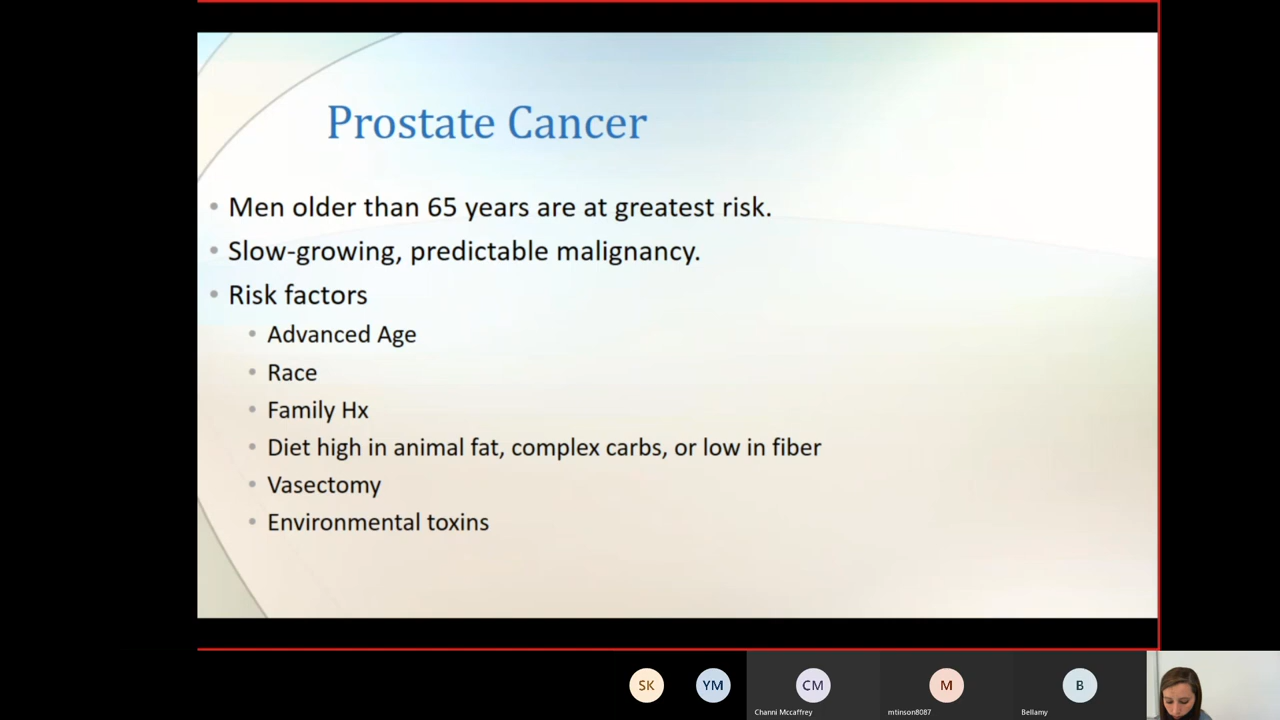 Prostate Cancer
• Men older than 65 years are at greatest risk.
• Slow-growing, predictable malignancy.
• Risk factors
• Advanced Age
• Race
• Family Hx
• Diet high in animal fat, complex carbs, or low in fiber
• Vasectomy
• Environmental toxins
SK
YM
CM
M
B
Channi Mccaffrey
mtinson8087
Bellamy